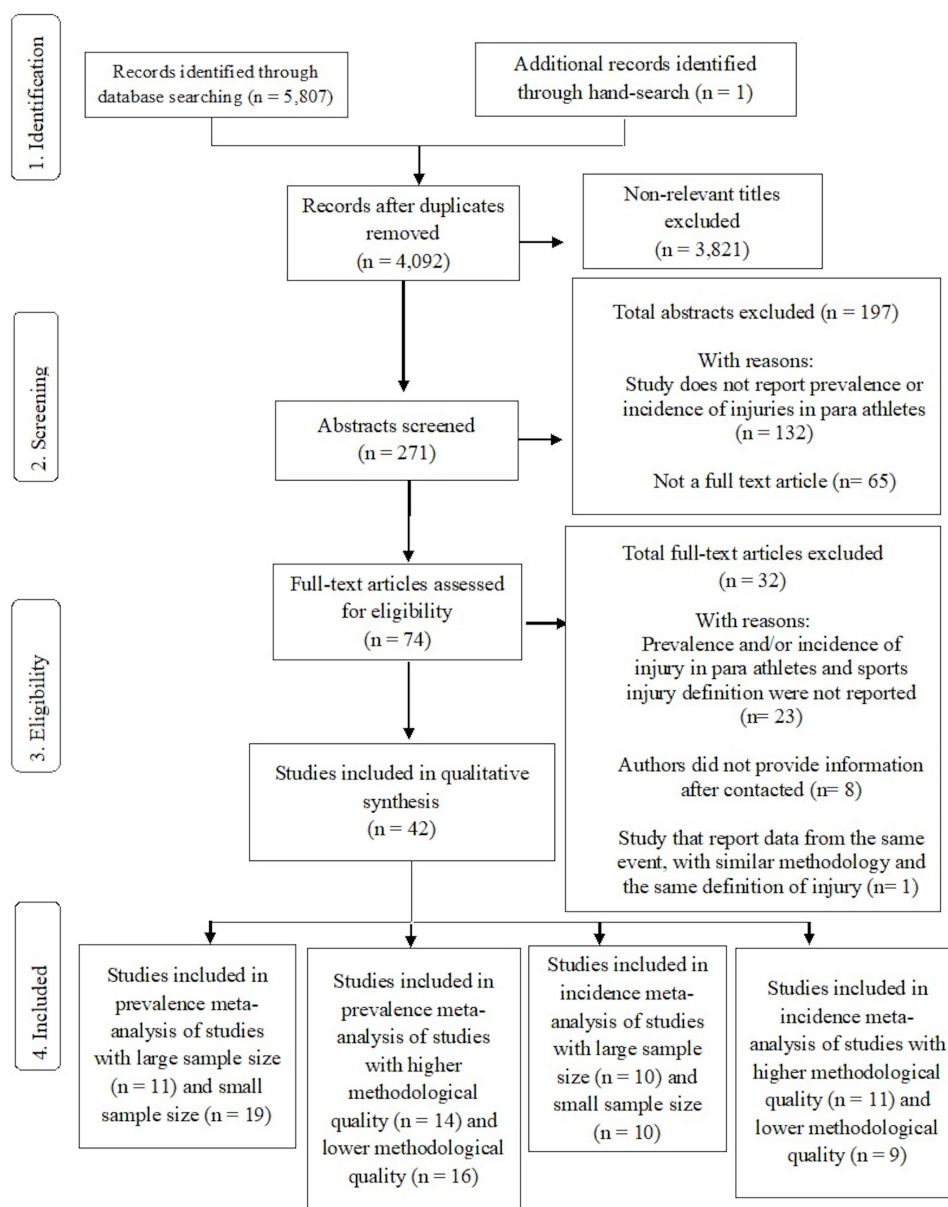 1. Identification
Records identified through
database searching (n = 5,807)
Additional records identified
through hand-search (n = 1)
Records after duplicates
removed
(n = 4,092)
Non-relevant titles
excluded
(n = 3,821)
2. Screening
Abstracts screened
(n = 271)
Total abstracts excluded (n = 197)
With reasons:
Study does not report prevalence or
incidence of injuries in para athletes
(n = 132)
Not a full text article (n= 65)
3. Eligibility
Full-text articles assessed
for eligibility
(n = 74)
Total full-text articles excluded
(n = 32)
With reasons:
Prevalence and/or incidence of
injury in para athletes and sports
injury definition were not reported
(n= 23)
Authors did not provide information
after contacted (n= 8)
Study that report data from the same
event, with similar methodology and
the same definition of injury (n= 1)
Studies included in qualitative
synthesis
(n = 42)
4. Included
Studies included in
prevalence meta-
analysis of studies
with large sample size
(n = 11) and small
sample size (n = 19)
Studies included in
prevalence meta-
analysis of studies
with higher
methodological
quality (n = 14) and
lower methodological
quality (n = 16)
Studies included in
incidence meta-
analysis of studies
with large sample
size (n = 10) and
small sample size
(n = 10)
Studies included in
incidence meta-
analysis of studies with
higher methodological
quality (n = 11) and
lower methodological
quality (n = 9)